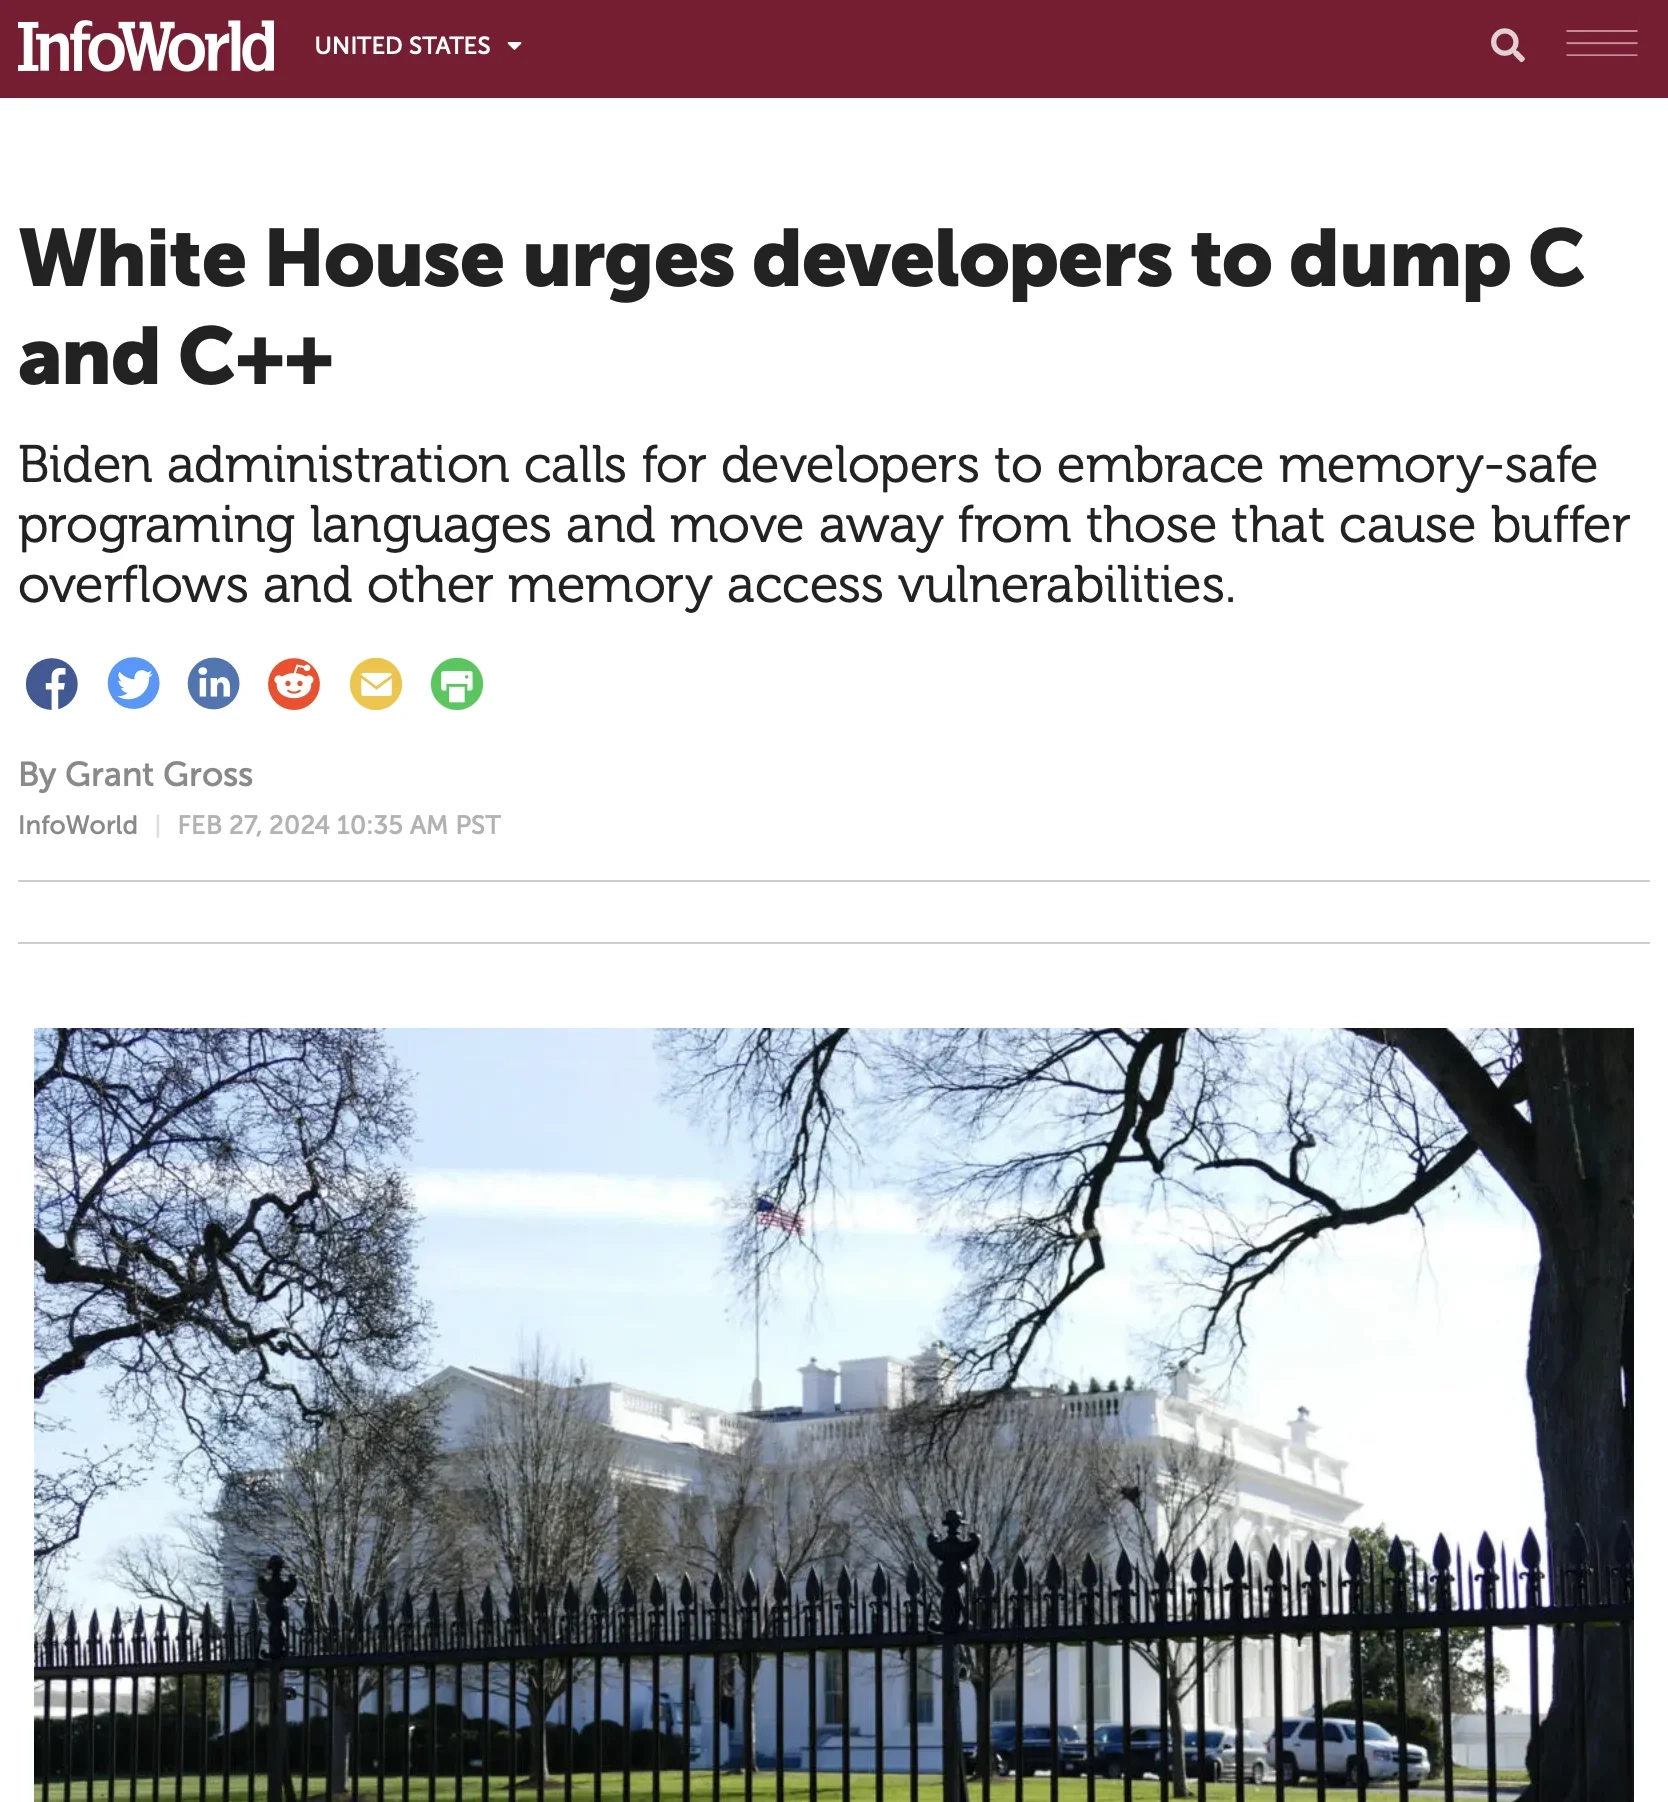 InfoWorld UNITED STATES
White House urges developers to dump C
and C++
Biden administration calls for developers to embrace memory-safe
programing languages and move away from those that cause buffer
overflows and other memory access vulnerabilities.
By Grant Gross
InfoWorld | FEB 27, 2024 10:35 AM PST